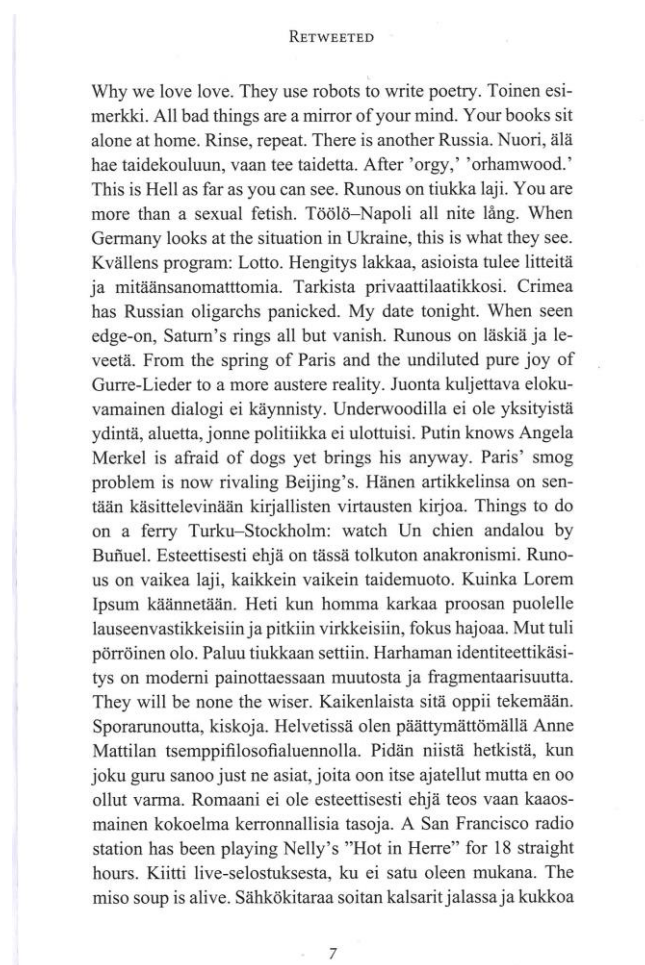 RETWEETED
Why we love love. They use robots to write poetry. Toinen esi-
merkki. All bad things are a mirror of your mind. Your books sit
alone at home. Rinse, repeat. There is another Russia. Nuori, älä
hae taidekouluun, vaan tee taidetta. After ’orgy,’ ’orhamwood.’
This is Hell as far as you can see. Runous on tiukka laji. You are
more than a sexual fetish. Töölö–Napoli all nite lång. When
Germany looks at the situation in Ukraine, this is what they see.
Kvällens program: Lotto. Hengitys lakkaa, asioista tulee litteitä
ja mitäänsanomatttomia. Tarkista privaattilaatikkosi. Crimea
has Russian oligarchs panicked. My date tonight. When seen
edge-on, Saturn’s rings all but vanish. Runous on läskiä ja le-
veetä. From the spring of Paris and the undiluted pure joy of
Gurre-Lieder to a more austere reality. Juonta kuljettava eloku-
vamainen dialogi ei käynnisty. Underwoodilla ei ole yksityistä
ydintä, aluetta, jonne politiikka ei ulottuisi. Putin knows Angela
Merkel is afraid of dogs yet brings his anyway. Paris’ smog
problem is now rivaling Beijing’s. Hänen artikkelinsa on sen-
tään käsittelevinään kirjallisten virtausten kirjoa. Things to do
on a ferry Turku–Stockholm: watch Un chien andalou by
Buñuel. Esteettisesti ehjä on tässä tolkuton anakronismi. Runo-
us on vaikea laji, kaikkein vaikein taidemuoto. Kuinka Lorem
Ipsum käännetään. Heti kun homma karkaa proosan puolelle
lauseenvastikkeisiin ja pitkiin virkkeisiin, fokus hajoaa. Mut tuli
pörröinen olo. Paluu tiukkaan settiin. Harhaman identiteettikäsi-
tys on moderni painottaessaan muutosta ja fragmentaarisuutta.
They will be none the wiser. Kaikenlaista sitä oppii tekemään.
Sporarunoutta, kiskoja. Helvetissä olen päättymättömällä Anne
Mattilan tsemppifilosofialuennolla. Pidän niistä hetkistä, kun
joku guru sanoo just ne asiat, joita oon itse ajatellut mutta en oo
ollut varma. Romaani ei ole esteettisesti ehjä teos vaan kaaos-
mainen kokoelma kerronnallisia tasoja. A San Francisco radio
station has been playing Nelly’s ”Hot in Herre” for 18 straight
hours. Kiitti live-selostuksesta, ku ei satu oleen mukana. The
miso soup is alive. Sähkökitaraa soitan kalsarit jalassa ja kukkoa
7